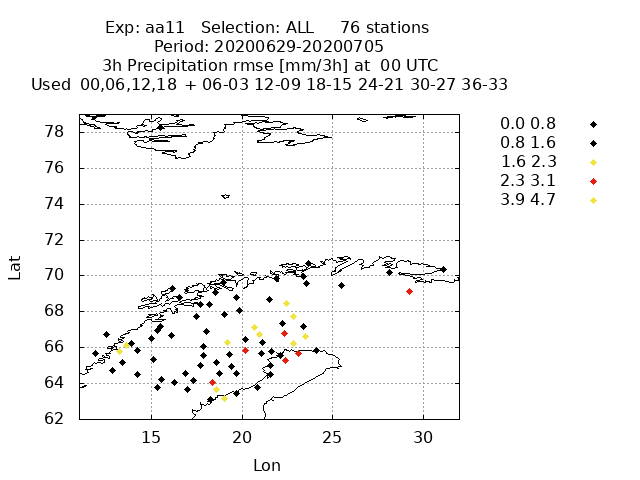 Exp: aa11 Selection: ALL 76 stations
Period: 20200629-20200705
3h Precipitation rmse [mm/3h] at 00 UTC
Used 00,06,12,18 + 06-03 12-09 18-15 24-21 30-27 36-33
0.0 0.8
0.8 1.6
1.6 2.3
2.3 3.1
3.9 4.7
Lat
78
76
74
72
70
68
66
64
62
15 20 25 30
Lon